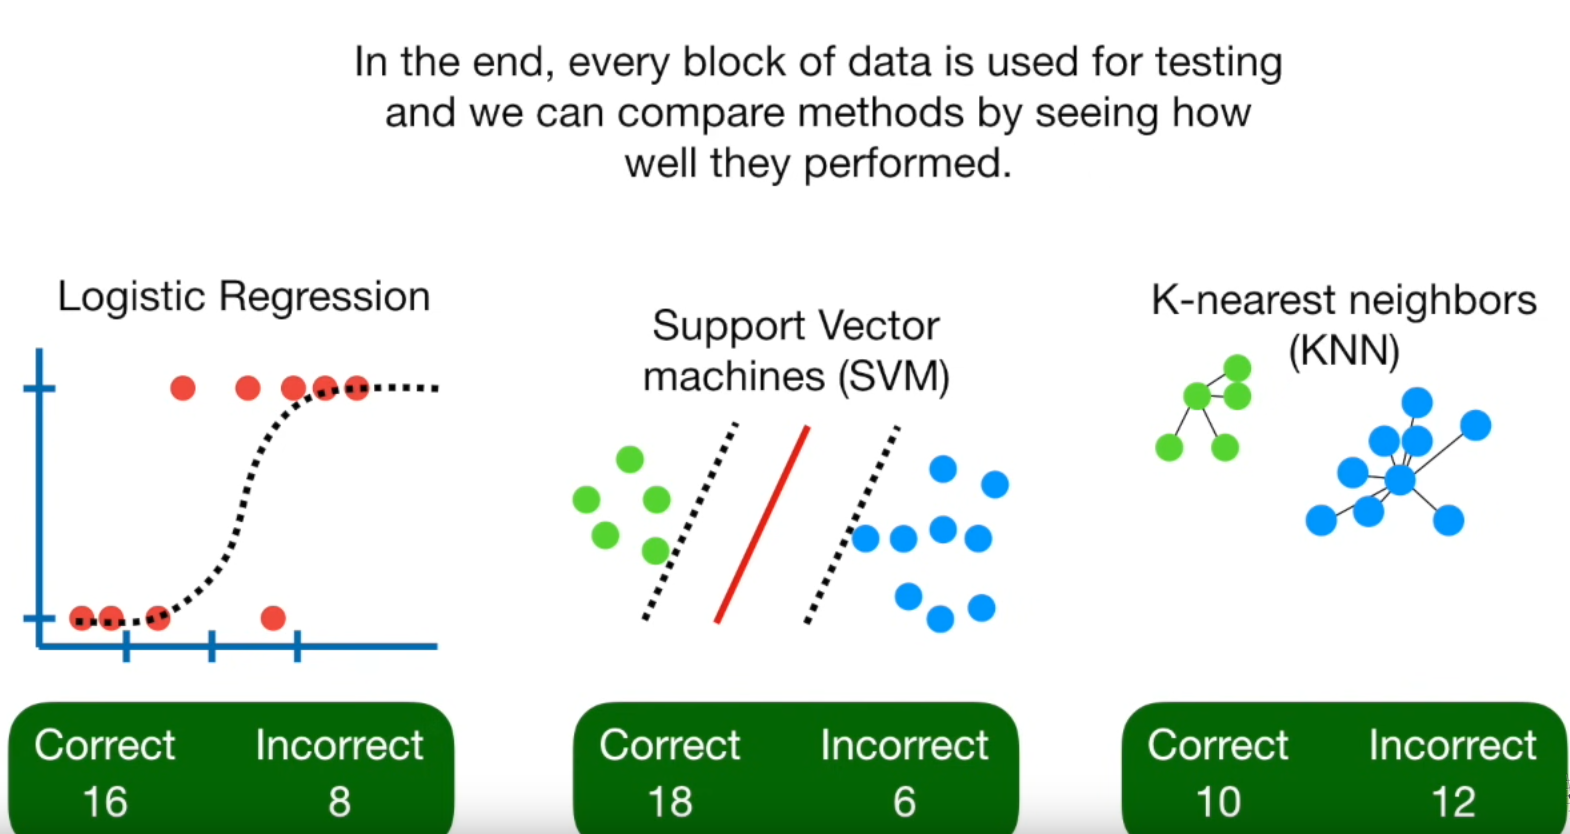 In the end, every block of data is used for testing
and we can compare methods by seeing how
well they performed.
Logistic Regression
Support Vector
machines (SVM)
K-nearest neighbors
(KNN)
Correct Incorrect
16 8
Correct Incorrect
18 6
Correct Incorrect
10 12